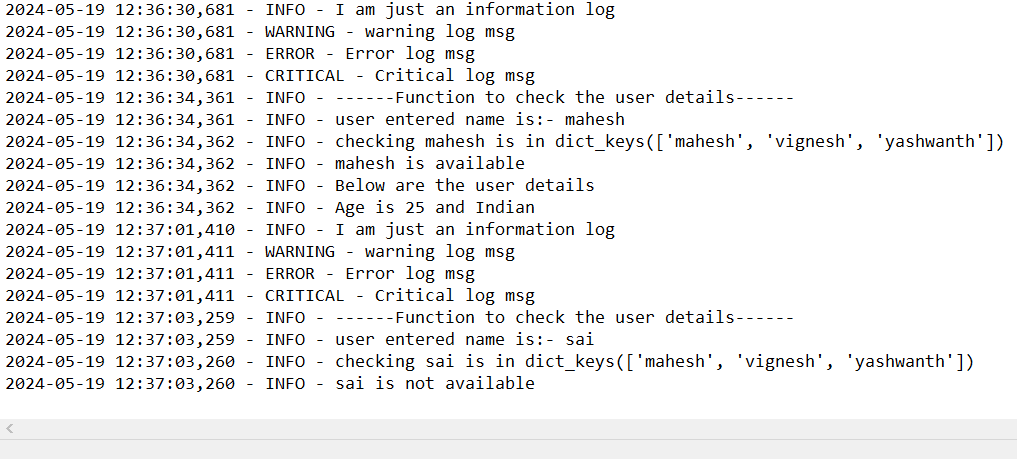 2024-05-19 12:36:30,681 - INFO - I am just an information log
2024-05-19 12:36:30,681 - WARNING - warning log msg
2024-05-19 12:36:30,681 - ERROR - Error log msg
2024-05-19 12:36:30,681 - CRITICAL - Critical log msg
2024-05-19 12:36:34,361 - INFO - ------Function to check the user details------
2024-05-19 12:36:34,361 - INFO - user entered name is:- mahesh
2024-05-19 12:36:34,362 - INFO - checking mahesh is in dict_keys(['mahesh', 'vignesh', 'yashwanth'])
2024-05-19 12:36:34,362 - INFO - mahesh is available
2024-05-19 12:36:34,362 - INFO - Below are the user details
2024-05-19 12:36:34,362 - INFO - Age is 25 and Indian
2024-05-19 12:37:01,410 - INFO - I am just an information log
2024-05-19 12:37:01,411 - WARNING - warning log msg
2024-05-19 12:37:01,411 - ERROR - Error log msg
2024-05-19 12:37:01,411 - CRITICAL - Critical log msg
2024-05-19 12:37:03,259 - INFO - ------Function to check the user details------
2024-05-19 12:37:03,259 - INFO - user entered name is:- sai
2024-05-19 12:37:03,260 - INFO - checking sai is in dict_keys(['mahesh', 'vignesh', 'yashwanth'])
2024-05-19 12:37:03,260 - INFO - sai is not available